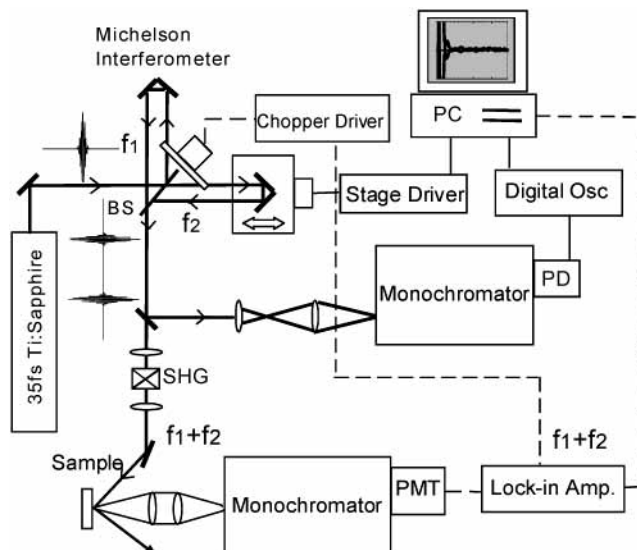 Michelson
Interferometer
f1
Chopper Driver
PC
BS
f2
Stage Driver
Digital Osc
35fs Ti:Sapphire
Monochromator
PD
SHG
f1+f2
Sample
f1+f2
Monochromator
PMT
Lock-in Amp.